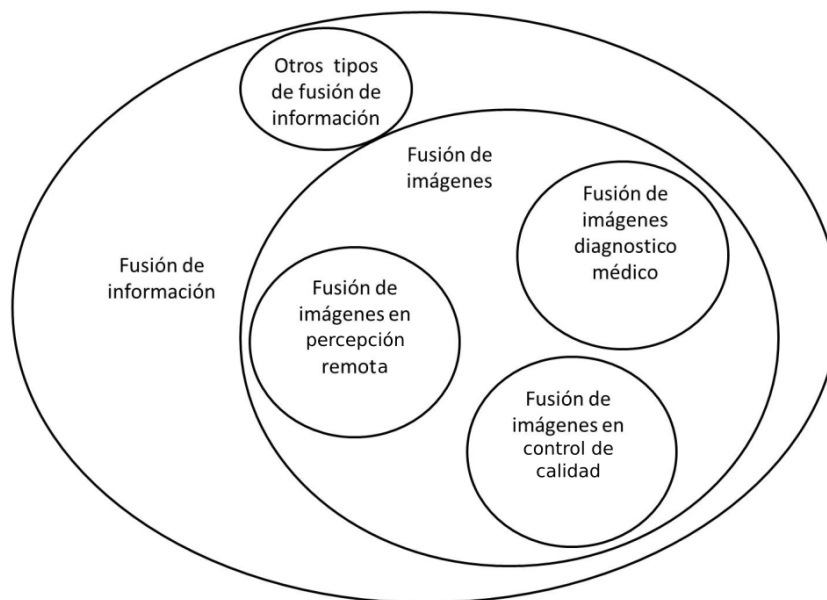 Otros tipos
de fusión de
información
Fusión de
imágenes
Fusión de
imágenes
diagnostico
médico
Fusión de
información
Fusión de
imágenes en
percepción
remota
Fusión de
imágenes en
control de
calidad